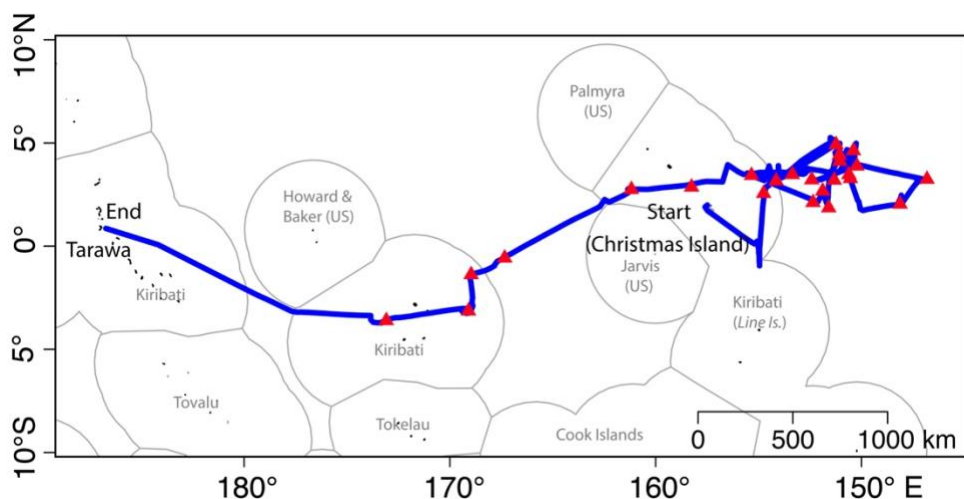 10°N
5°
0°
5°
10°S
Palmyra
(US)
Howard &
Baker (US)
End
Tarawa
Kiribati
Start
(Christmas Island)
Jarvis
(US)
Kiribati
(Line Is.)
Kiribati
Tovalu
Tokelau
Cook Islands
0
500
1000 km
180°
170°
160°
150° E